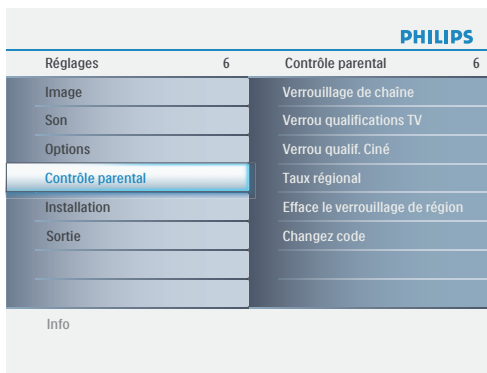 PHILIPS
Réglages 6
Contrôle parental 6
Image
Son
Options
Contrôle parental
Installation
Sortie
Verrouillage de chaîne
Verrou qualifications TV
Verrou qualif. Ciné
Taux régional
Efface le verrouillage de région
Changez code
Info